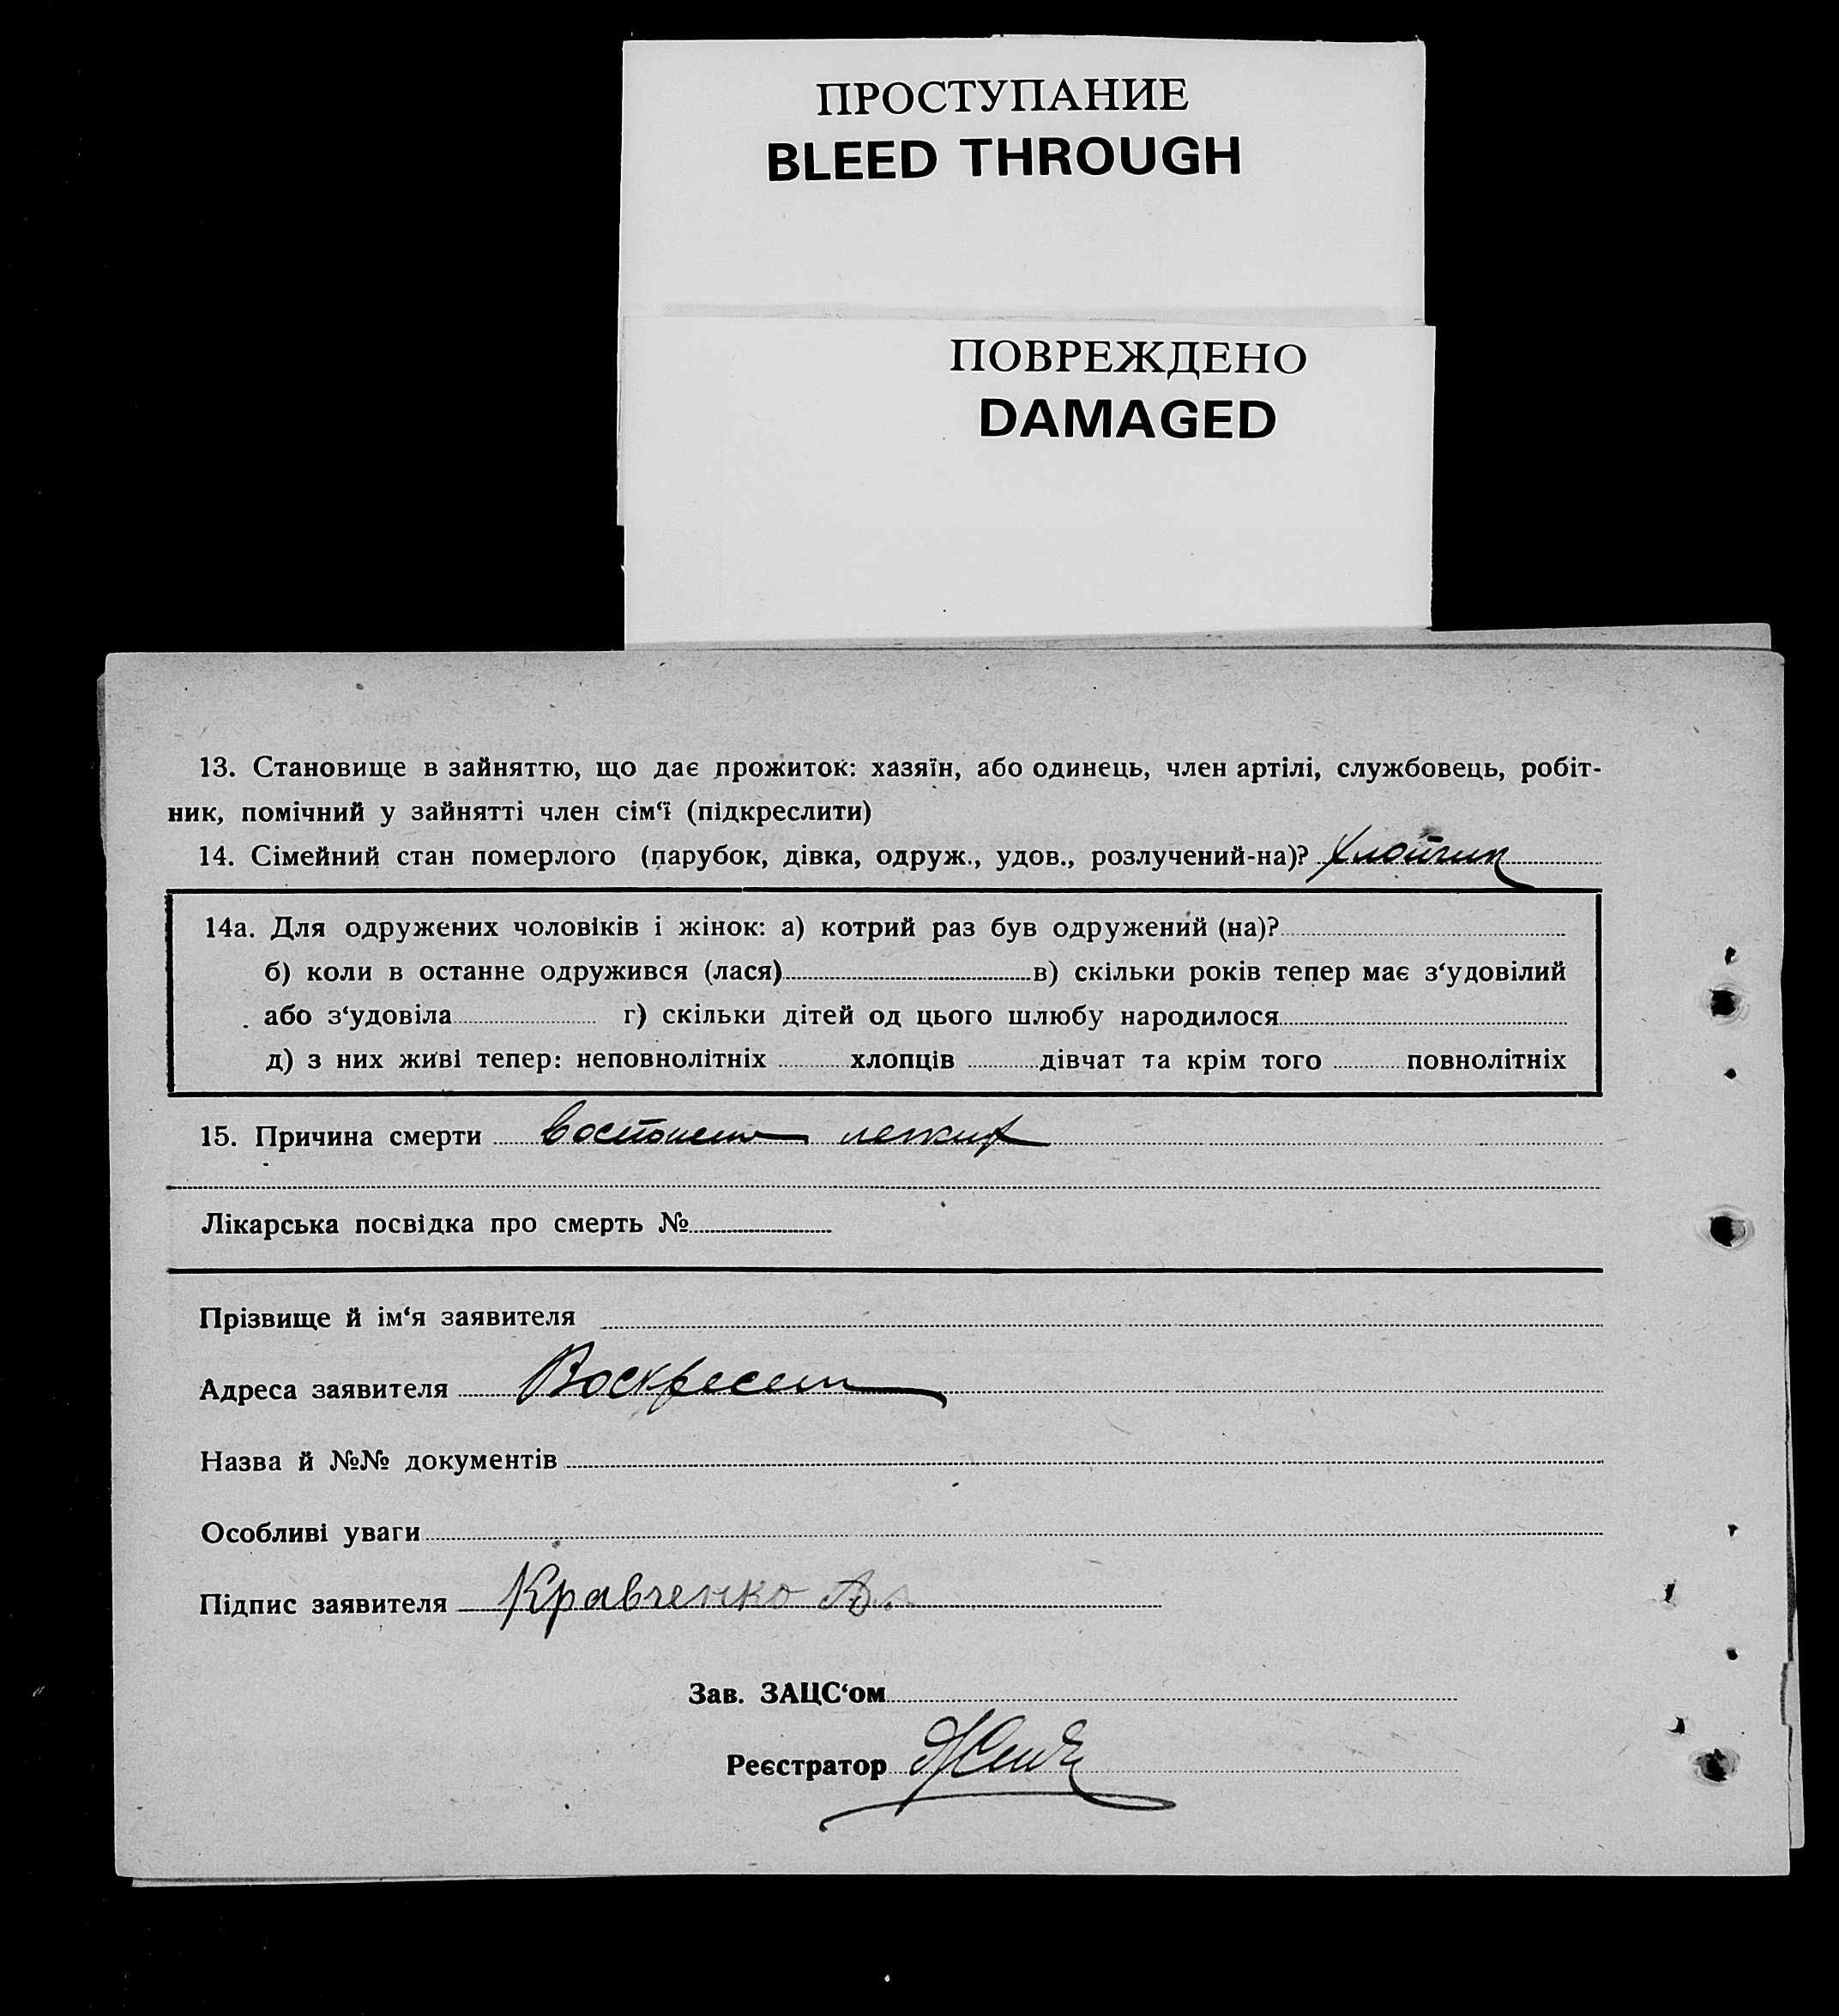 ПРОСТУПАНИЕ
BLEED THROUGH
ПОВРЕЖДЕНО
DAMAGED
13. Становище в зайняттю, що дає прожиток: хазяїн, або одинець, член артілі, службовець, робіт-
ник, помічний у зайнятті член сім‘ї (підкреслити)
14. Сімейний стан померлого (парубок, дівка, одруж., удов., розлучений-на)? Хлопчик
14а. Для одружених чоловіків і жінок: а) котрий раз був одружений (на)?
б) коли в останне одружився (лася) в) скільки років тепер має з‘удовілий
або з‘удовіла г) скільки дітей од цього шлюбу народилося
д) з них живі тепер: неповнолітніх хлопців дівчат та крім того повнолітніх
15. Причина смерти
Лікарська посвідка про смерть №
Прізвище й ім‘я заявителя
Адреса заявителя Воскресен
Назва й №№ документів
Особливі уваги
Підпис заявителя Кравченко
Зав. ЗАЦС‘ом
Реєстратор